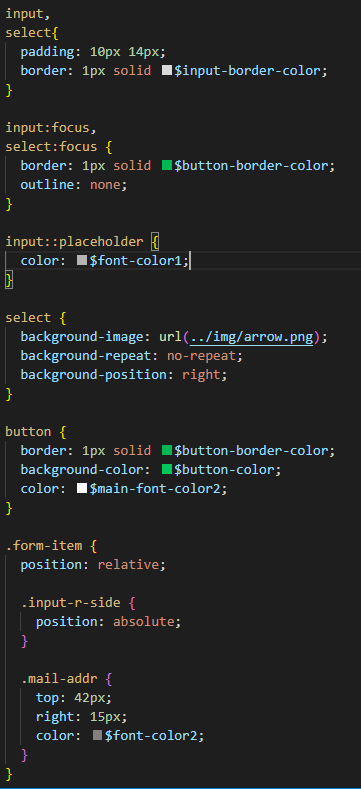 input,
select{
  padding: 10px 14px;
  border: 1px solid $input-border-color;
}

input:focus,
select:focus {
  border: 1px solid $button-border-color;
  outline: none;
}

input::placeholder {
  color: $font-color1;
}

select {
  background-image: url(../img/arrow.png);
  background-repeat: no-repeat;
  background-position: right;
}

button {
  border: 1px solid $button-border-color;
  background-color: $button-color;
  color: $main-font-color2;
}

.form-item {
  position: relative;

  .input-r-side {
    position: absolute;
  }

  .mail-addr {
    top: 42px;
    right: 15px;
    color: $font-color2;
  }
}